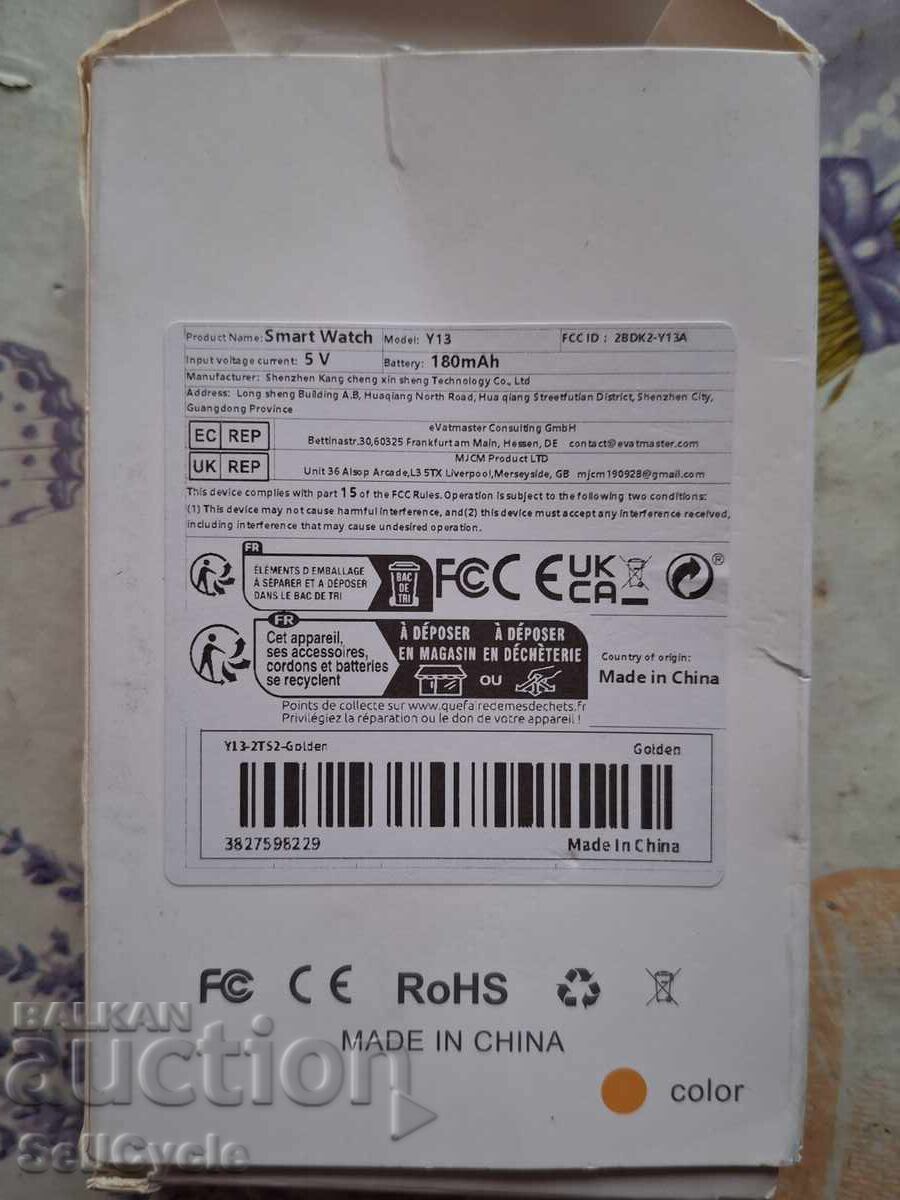 Product Name: Smart Watch Model: Y13 FCC ID : 2BDK2-Y13A
Input voltage current: 5 V Battery: 180mAh
Manufacturer: Shenzhen Kang cheng xin sheng Technology Co., Ltd
Address: Long sheng Building A,B, Huaqiang North Road, Hua qiang Streetfutian District, Shenzhen City,
Guangdong Province
EC REP
eVatmaster Consulting GmbH
Bettinastr.30,60325 Frankfurt am Main, Hessen, DE contact@evatmaster.com
UK REP
MJCM Product LTD
Unit 36 Alsop Arcade,L3 5TX Liverpool,Merseyside, GB mjcm190928@gmail.com
This device complies with part 15 of the FCC Rules. Operation is subject to the following two conditions:
(1) This device may not cause harmful interference, and(2) this device must accept any interference received,
including interference that may cause undesired operation.
FR
ÉLÉMENTS D EMBALLAGE
À SÉPARER ET A DÉPOSER
DANS LE BAC DE TRI
BAC
DE
TRI
FCC CE UK
CA
®
FR
Cet appareil,
ses accessoires,
cordons et batteries
se recyclent
À DÉPOSER
EN MAGASIN
OU
À DÉPOSER
EN DÉCHÈTERIE
Points de collecte sur www.quefairedemesdechets.fr
Privilégiez la réparation ou le don de votre appareil !
Country of origin:
Made in China
Y13-2TS2-Golden Golden
3827598229 Made In China
FC CE RoHS
MADE IN CHINA
color
BALKAN
auction
SellCycle